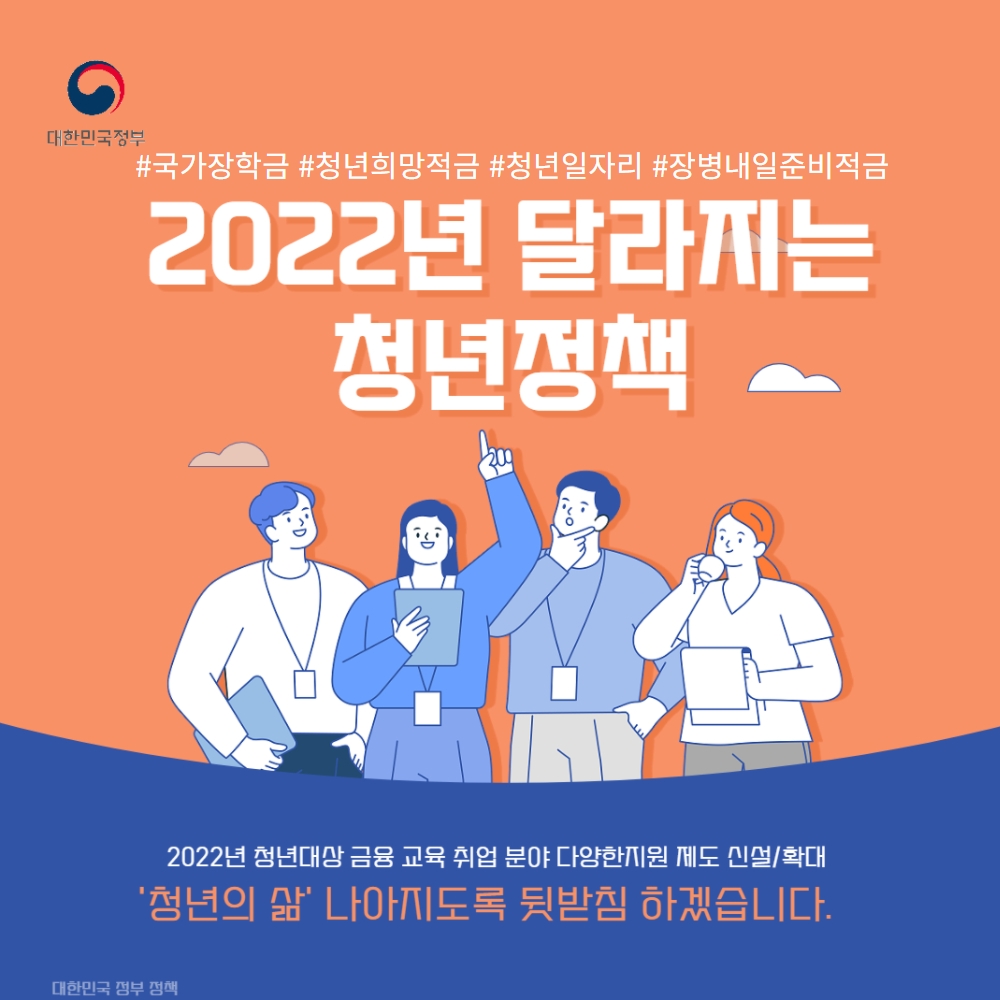 대한민국정부
#국가장학금 #청년희망적금 #청년일자리 #장병내일준비적금
2022년 달라지는
청년정책
2022년 청년대상 금융 교육 취업 분야 다양한지원 제도 신설/확대
'청년의 삶' 나아지도록 뒷받침 하겠습니다.
대한민국 정부 정책